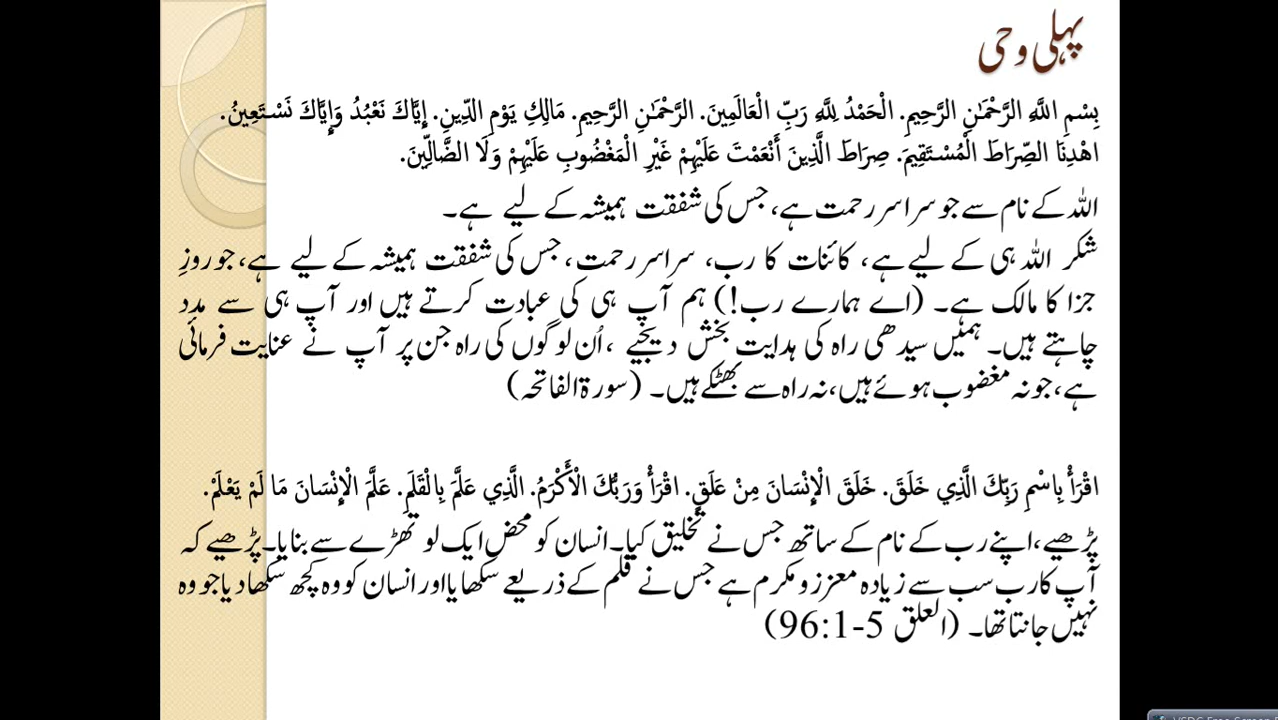 پہلی وحی
بِسْمِ اللَّهِ الرَّحْمَٰنِ الرَّحِيمِ. الْحَمْدُ لِلَّهِ رَبِّ الْعَالَمِينَ. الرَّحْمَٰنِ الرَّحِيمِ. مَالِكِ يَوْمِ الدِّينِ. إِيَّاكَ نَعْبُدُ وَإِيَّاكَ نَسْتَعِينُ.
اهْدِنَا الصِّرَاطَ الْمُسْتَقِيمَ. صِرَاطَ الَّذِينَ أَنْعَمْتَ عَلَيْهِمْ غَيْرِ الْمَغْضُوبِ عَلَيْهِمْ وَلَا الضَّالِّينَ.
اللہ کے نام سے جو سراسر رحمت ہے، جس کی شفقت ہمیشہ کے لیے ہے۔
شکر اللہ ہی کے لیے ہے، کائنات کا رب، سراسر رحمت، جس کی شفقت ہمیشہ کے لیے ہے، جو روزِ
جزا کا مالک ہے۔ (اے ہمارے رب!) ہم آپ ہی کی عبادت کرتے ہیں اور آپ ہی سے مدد
چاہتے ہیں۔ ہمیں سیدھی راہ کی ہدایت بخش دیجیے ، اُن لوگوں کی راہ جن پر آپ نے عنایت فرمائی
ہے، جو نہ مغضوب ہوئے ہیں، نہ راہ سے بھٹکے ہیں۔ (سورۃ الفاتحہ)
اقْرَأْ بِاسْمِ رَبِّكَ الَّذِي خَلَقَ. خَلَقَ الْإِنْسَانَ مِنْ عَلَقٍ. اقْرَأْ وَرَبُّكَ الْأَكْرَمُ. الَّذِي عَلَّمَ بِالْقَلَمِ. عَلَّمَ الْإِنْسَانَ مَا لَمْ يَعْلَمْ.
پڑھیے، اپنے رب کے نام کے ساتھ جس نے تخلیق کیا۔ انسان کو محض ایک لوتھڑے سے بنایا۔ پڑھیے کہ
آپ کا رب سب سے زیادہ معزز و مکرم ہے جس نے قلم کے ذریعے سکھایا اور انسان کو وہ کچھ سکھا دیا جو وہ
نہیں جانتا تھا۔ (العلق 96:1-5)